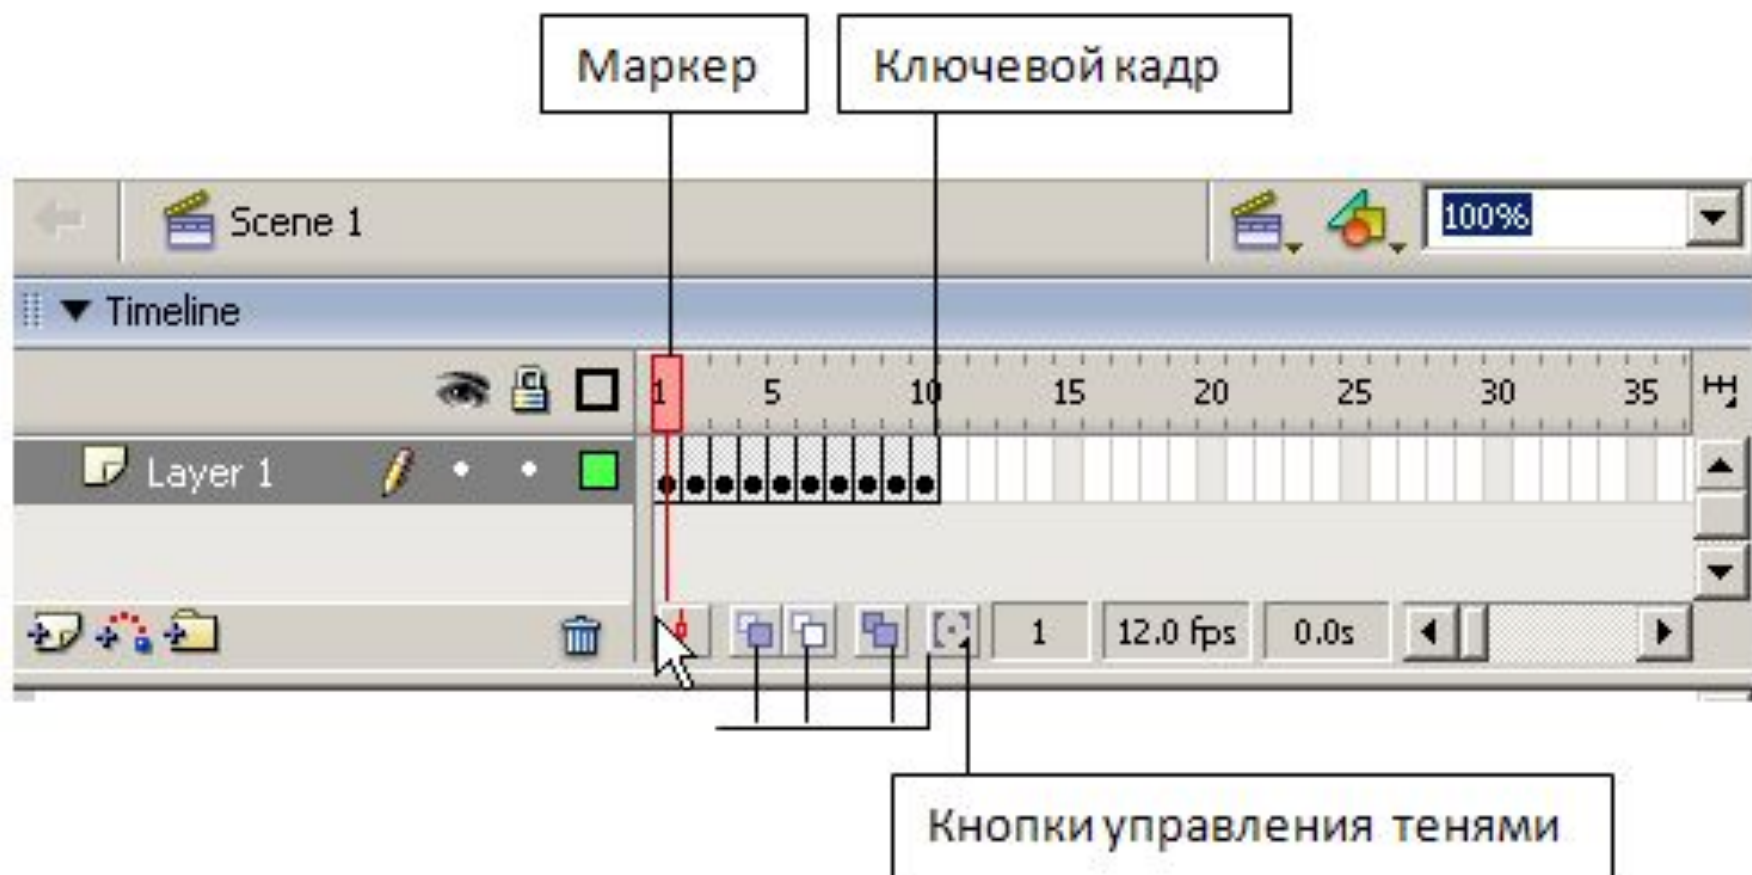 Маркер
Ключевой кадр
Scene 1
100%
Timeline
1 5 10 15 20 25 30 35
Layer 1
1 12.0 fps 0.0s
Кнопки управления тенями